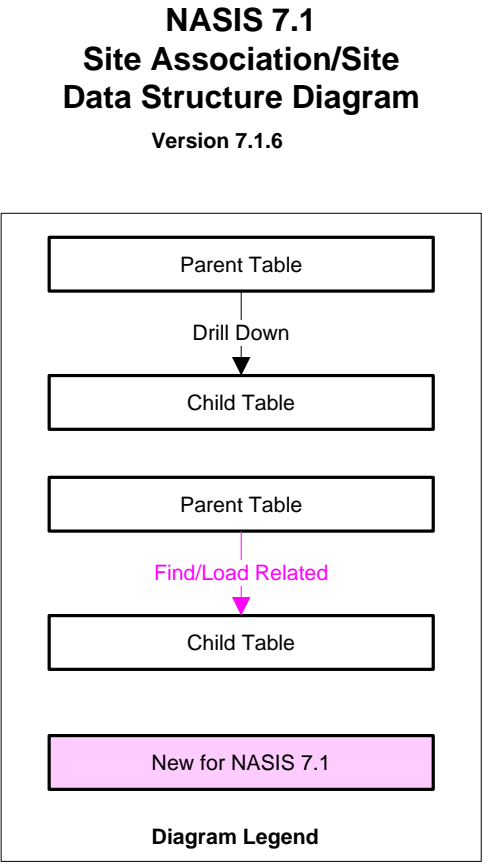 NASIS 7.1
Site Association/Site
Data Structure Diagram
Version 7.1.6
Parent Table
Drill Down
Child Table
Parent Table
Find/Load Related
Child Table
New for NASIS 7.1
Diagram Legend